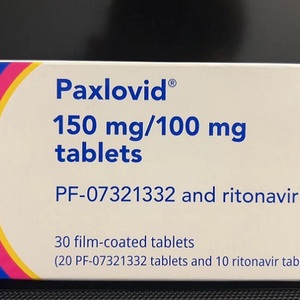 Paxlovid®
150 mg/100 mg
tablets
PF-07321332 and ritonavir
30 film-coated tablets
(20 PF-07321332 tablets and 10 ritonavir tab